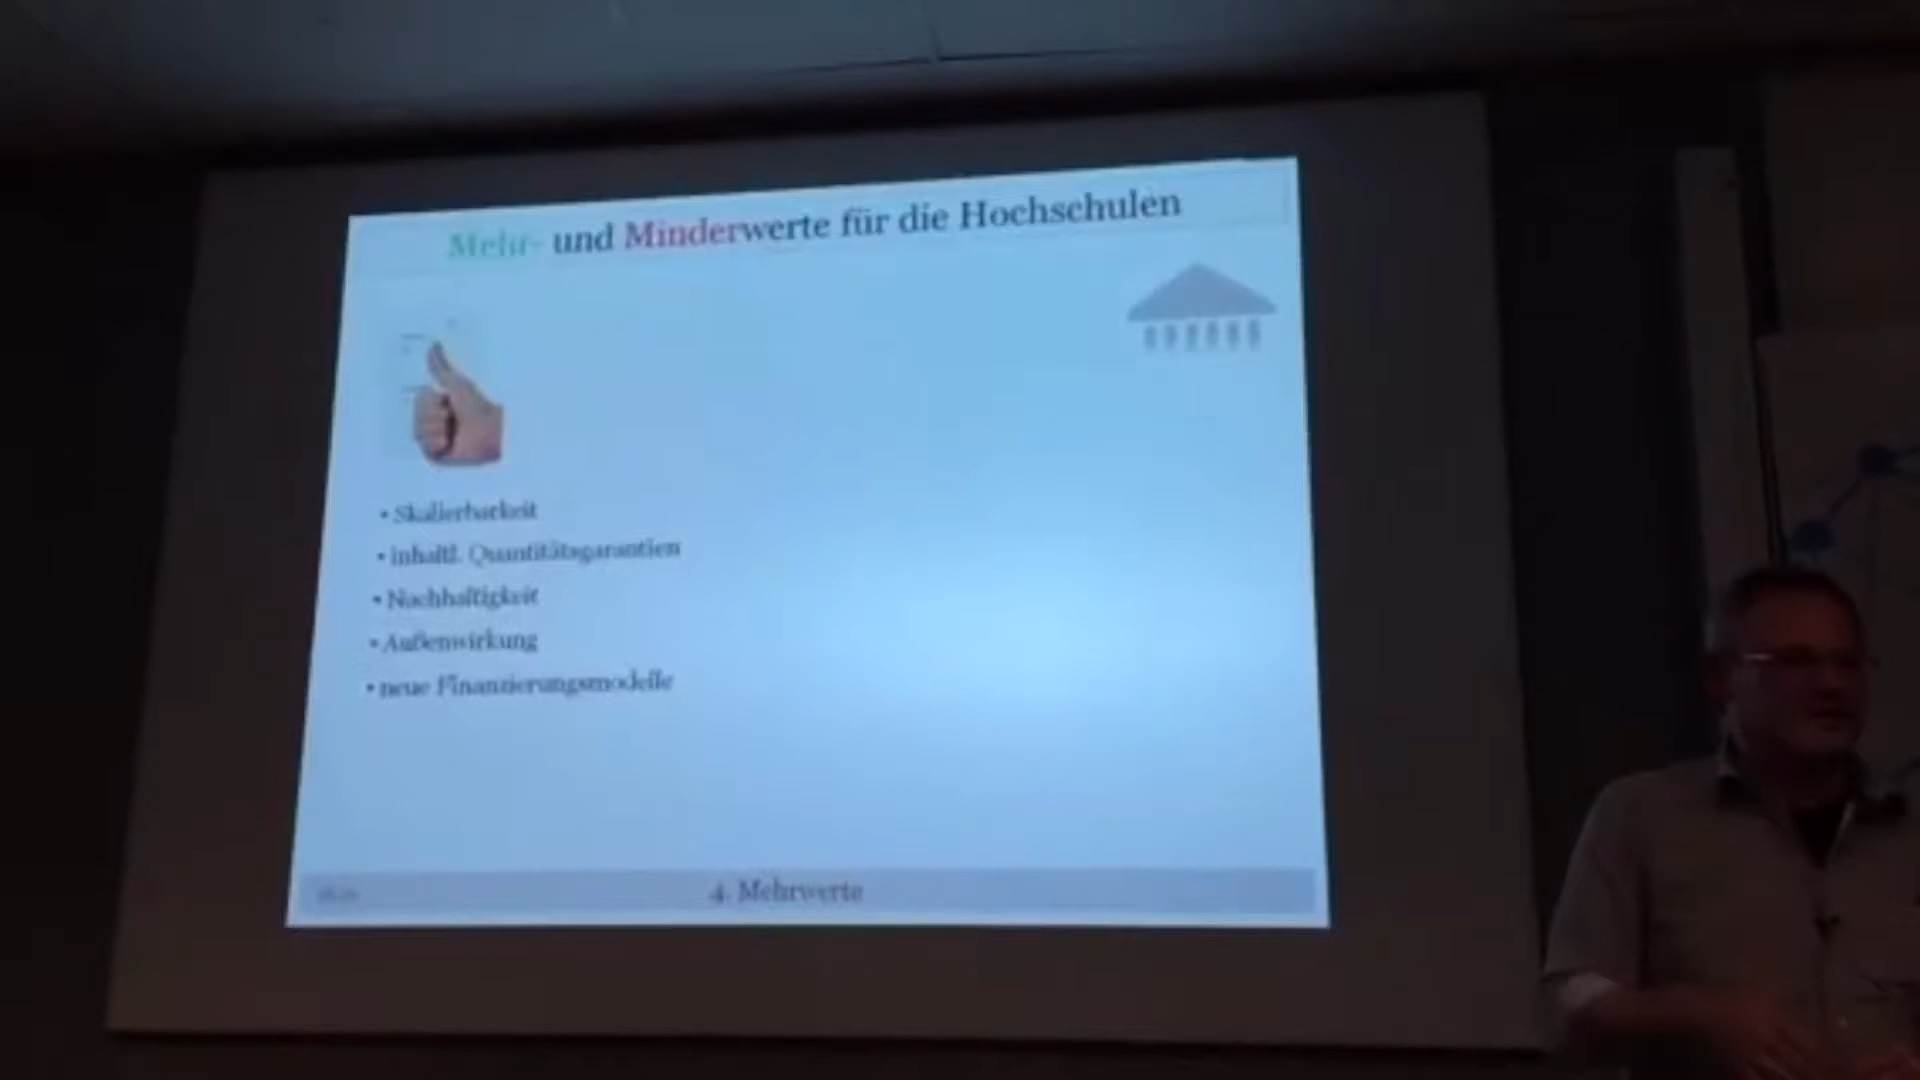 Mehr- und Minderwerte für die Hochschulen
• Skalierbarkeit
• inhaltl. Quantitätsgarantien
• Nachhaltigkeit
• Außenwirkung
• neue Finanzierungsmodelle
4. Mehrwerte